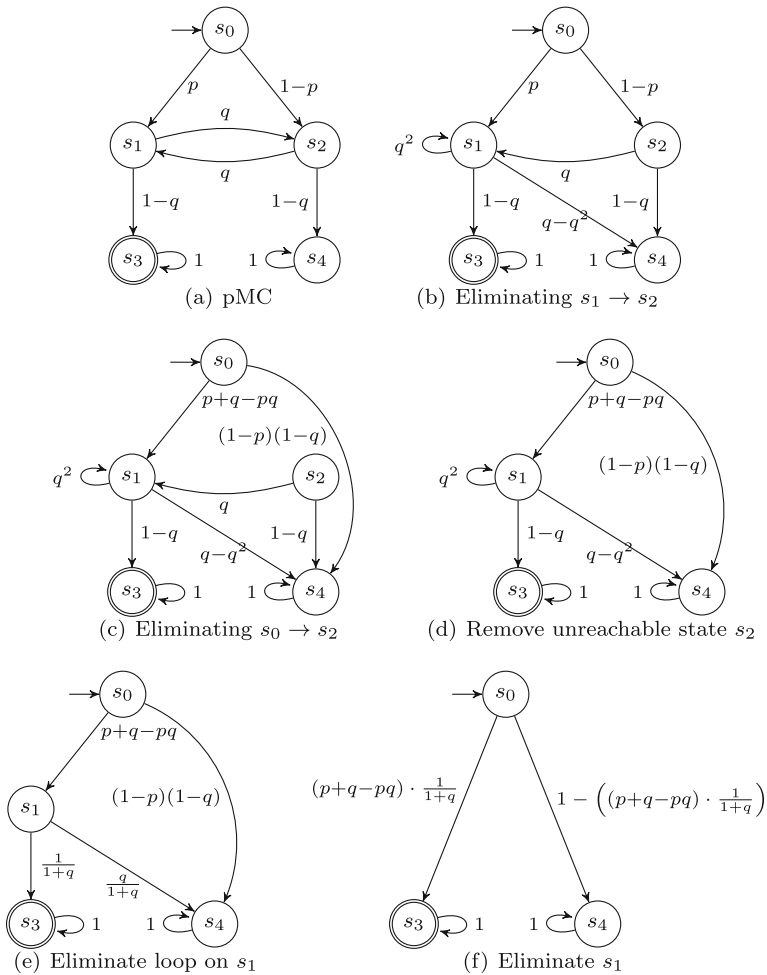 s₀ s₀
p 1−p p 1−p
s₁ q s₂ q² s₁ s₂
q q
1−q 1−q 1−q q−q² 1−q
s₃ 1 1 s₄ s₃ 1 1 s₄
(a) pMC (b) Eliminating s₁ → s₂
s₀ s₀
p+q−pq p+q−pq
(1−p)(1−q) (1−p)(1−q)
q² s₁ s₂ q² s₁
q
1−q q−q² 1−q 1−q q−q²
s₃ 1 1 s₄ s₃ 1 1 s₄
(c) Eliminating s₀ → s₂ (d) Remove unreachable state s₂
s₀ s₀
p+q−pq
(1−p)(1−q) (p+q−pq) · 1/(1+q) 1 − ((p+q−pq) · 1/(1+q))
s₁
1/(1+q) q/(1+q)
s₃ 1 1 s₄ s₃ 1 1 s₄
(e) Eliminate loop on s₁ (f) Eliminate s₁